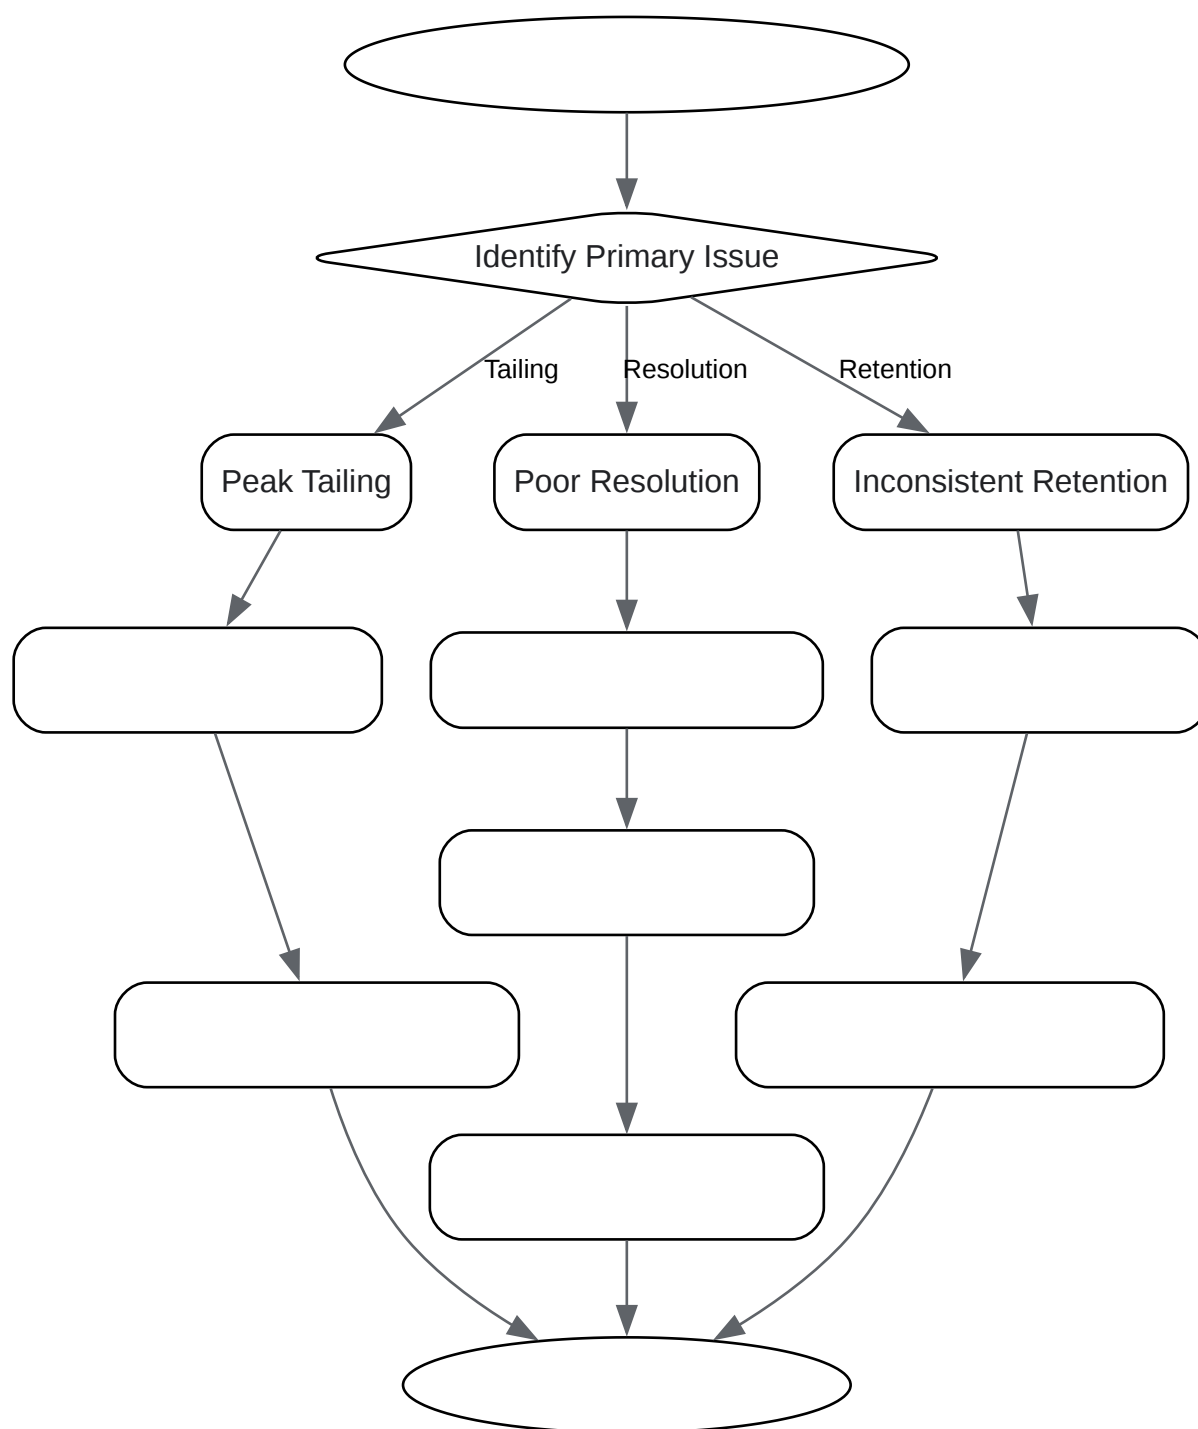 Identify Primary Issue
Tailing
Resolution
Retention
Peak Tailing
Poor Resolution
Inconsistent Retention